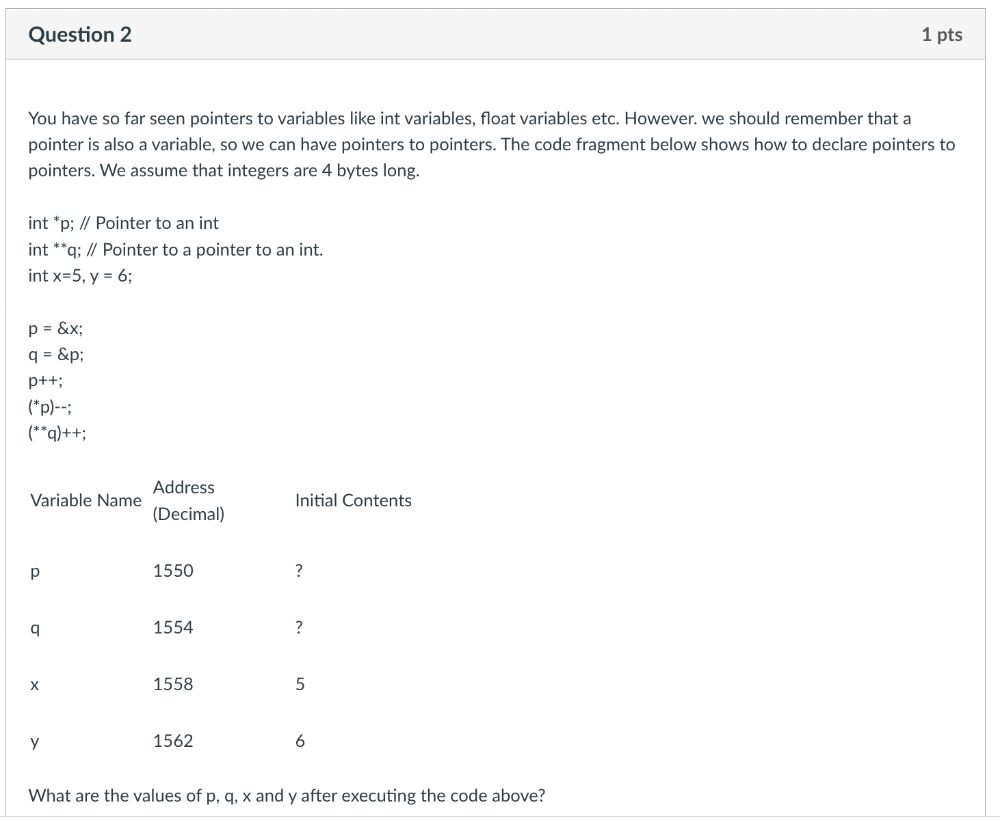 Question 2
1 pts
You have so far seen pointers to variables like int variables, float variables etc. However. we should remember that a
pointer is also a variable, so we can have pointers to pointers. The code fragment below shows how to declare pointers to
pointers. We assume that integers are 4 bytes long.
int *p; // Pointer to an int
int **q; // Pointer to a pointer to an int.
int x=5, y = 6;
p = &x;
q = &p;
p++;
(*p)--;
(**q)++;
Variable Name Address (Decimal) Initial Contents
p 1550 ?
q 1554 ?
x 1558 5
y 1562 6
What are the values of p, q, x and y after executing the code above?